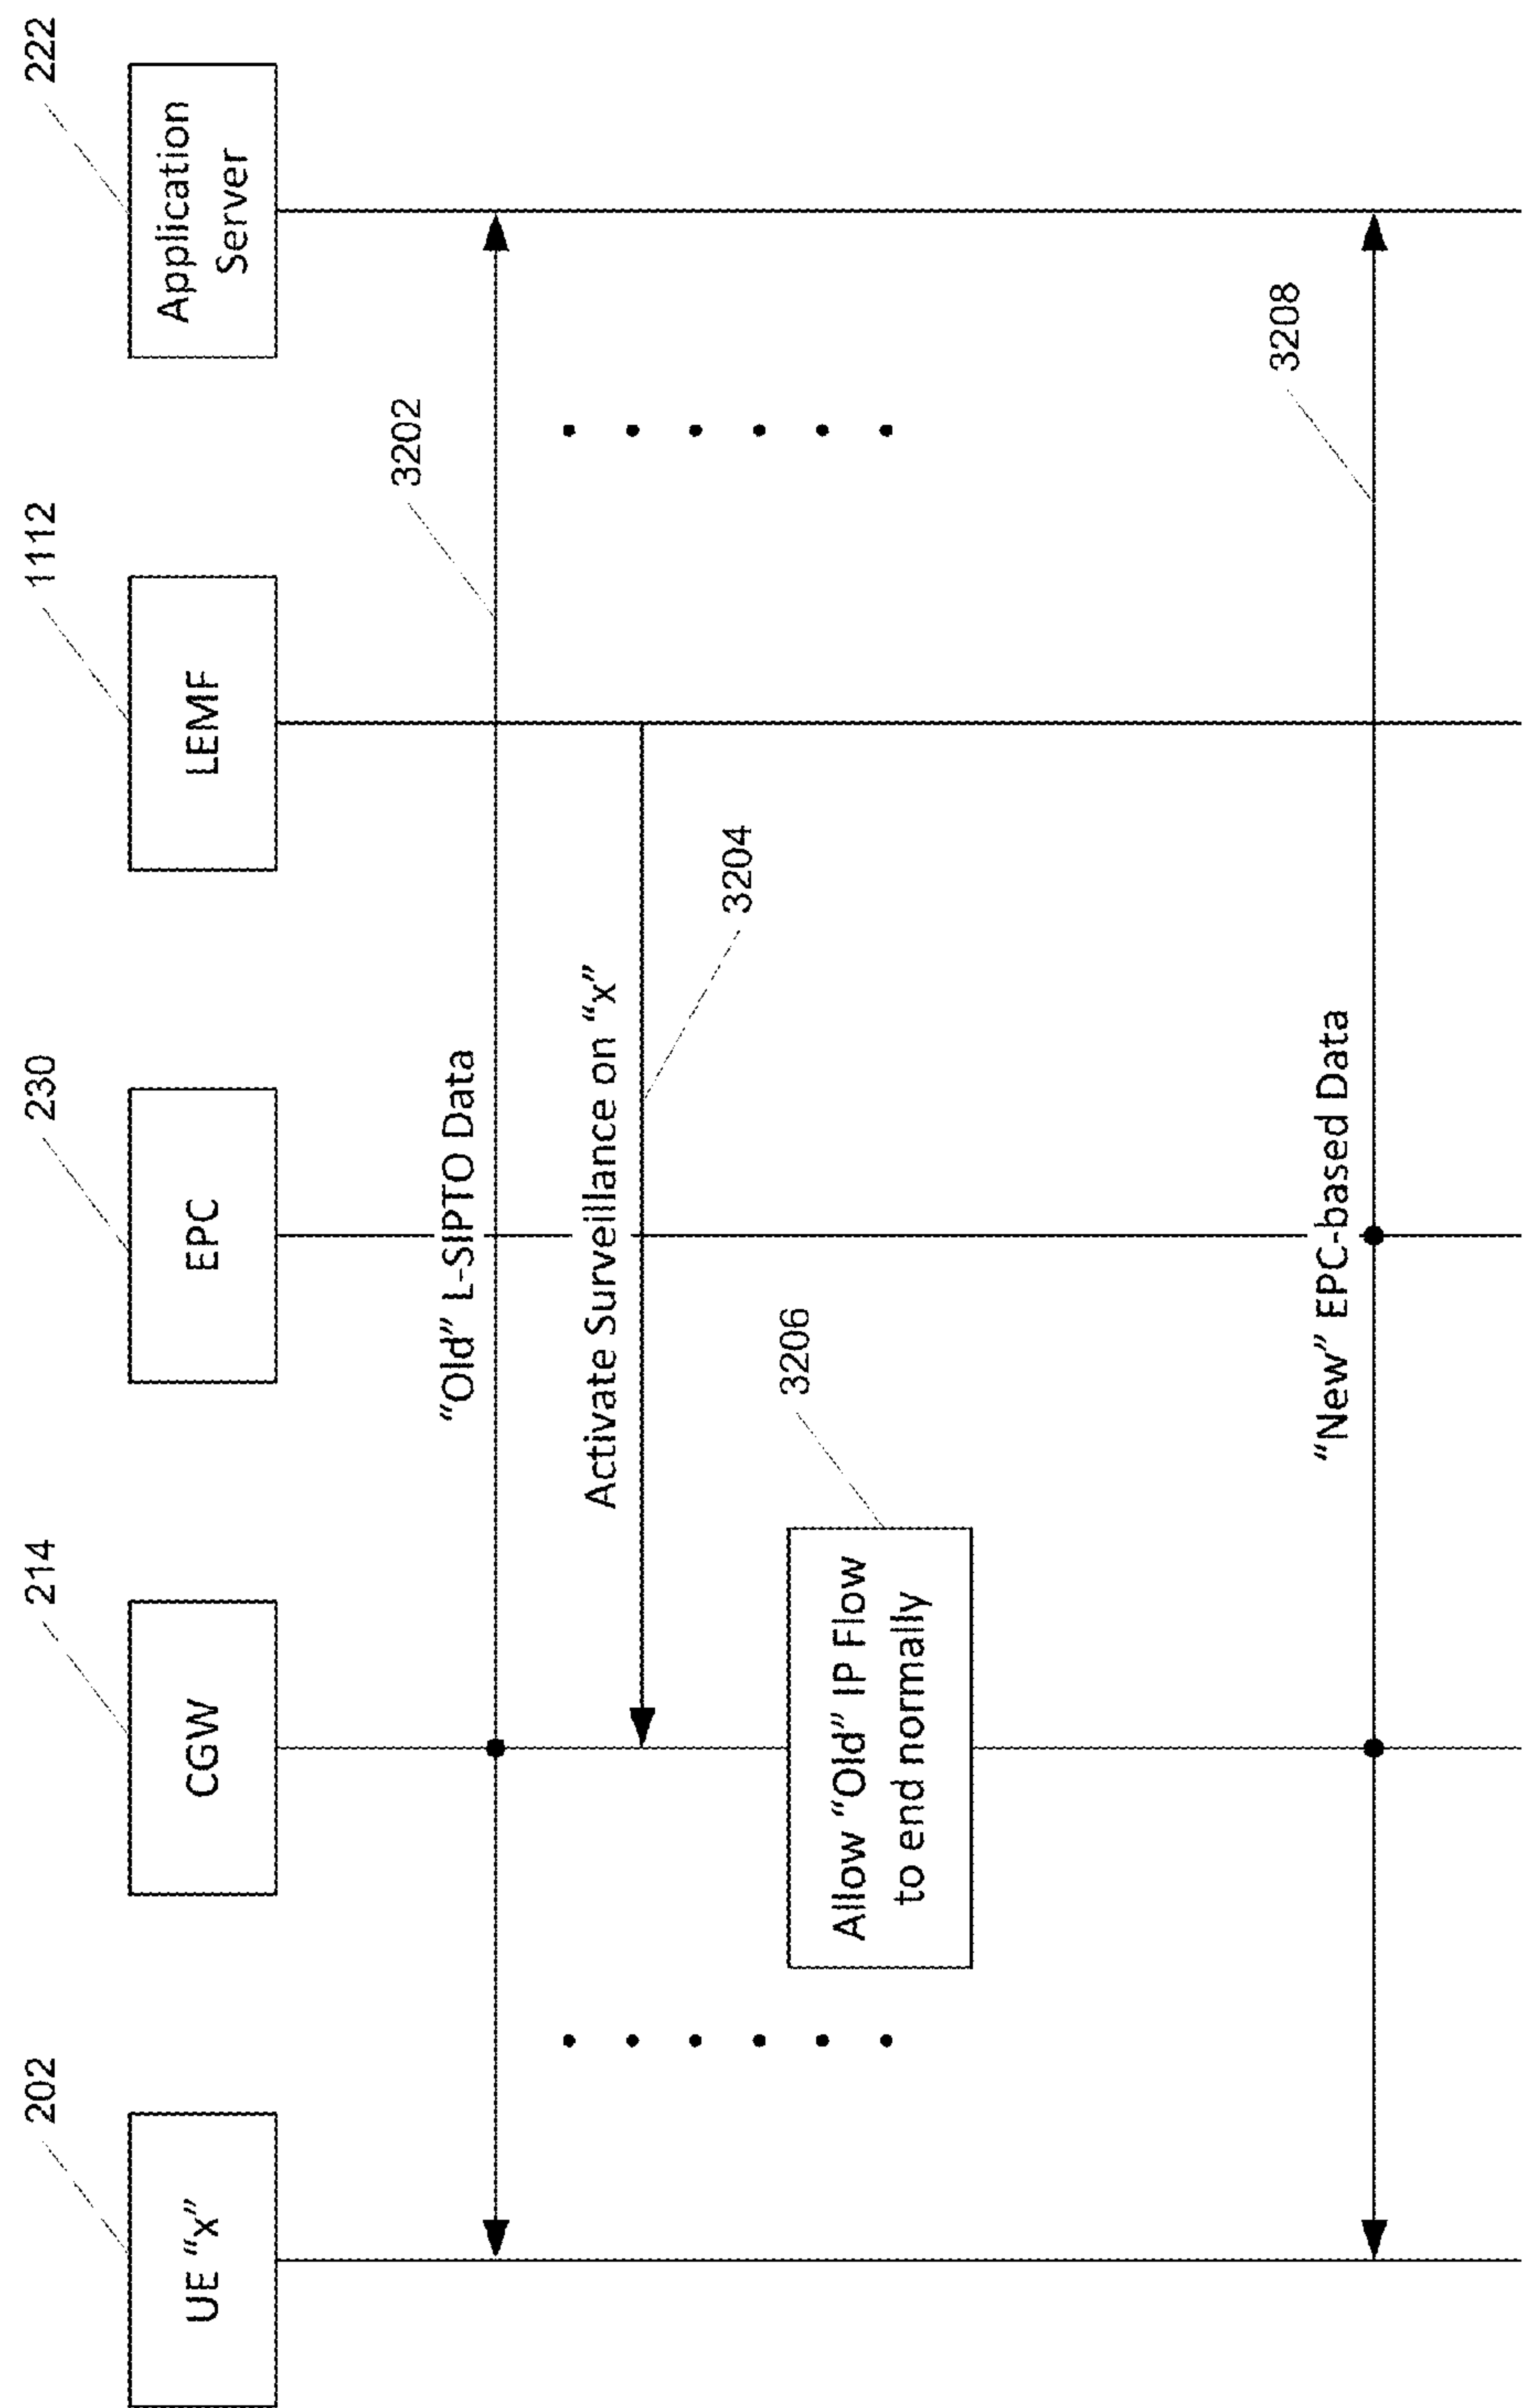 202
214
230
1112
222
UE “x”
CGW
EPC
LEMF
Application
Server
3202
“Old” L-SIPTO Data
Activate Surveillance on “x”
3204
3206
Allow “Old” IP Flow
to end normally
3208
“New” EPC-based Data